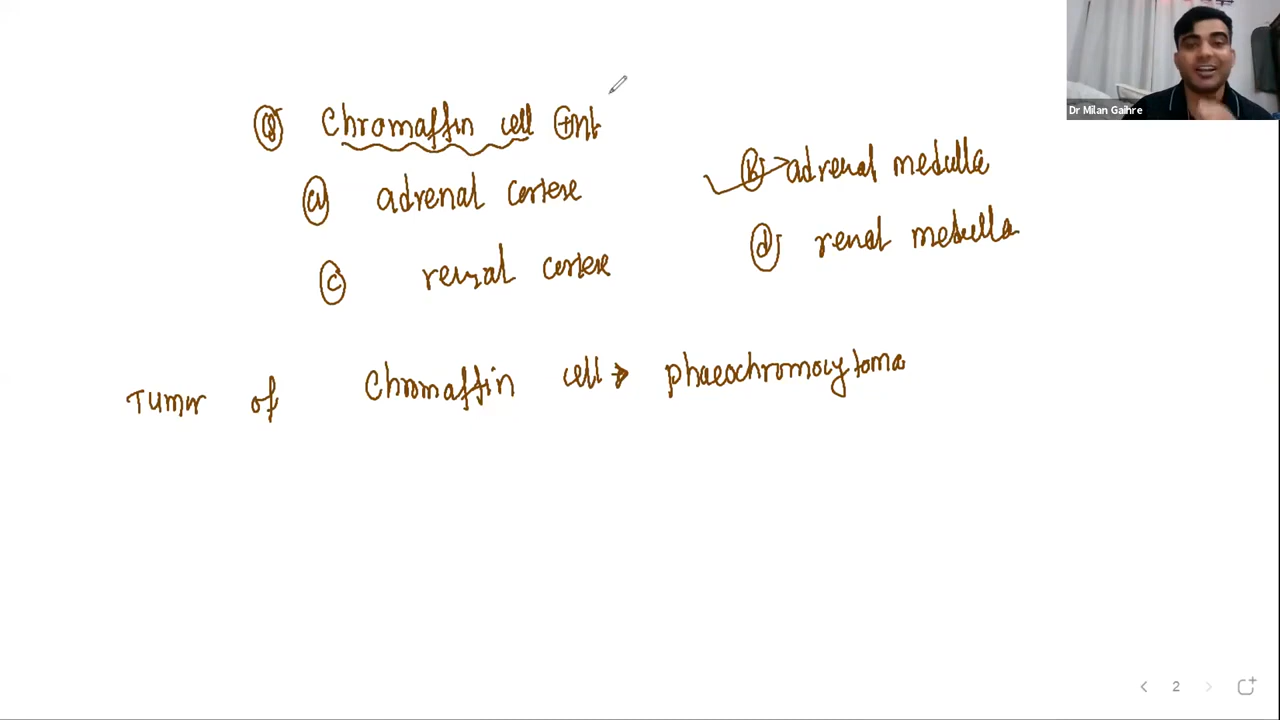 Dr Milan Gaihre
Q Chromaffin cell +nt
a adrenal cortex
b adrenal medulla
c renal cortex
d renal medulla
Tumor of Chromaffin cell → phaeochromocytoma
2